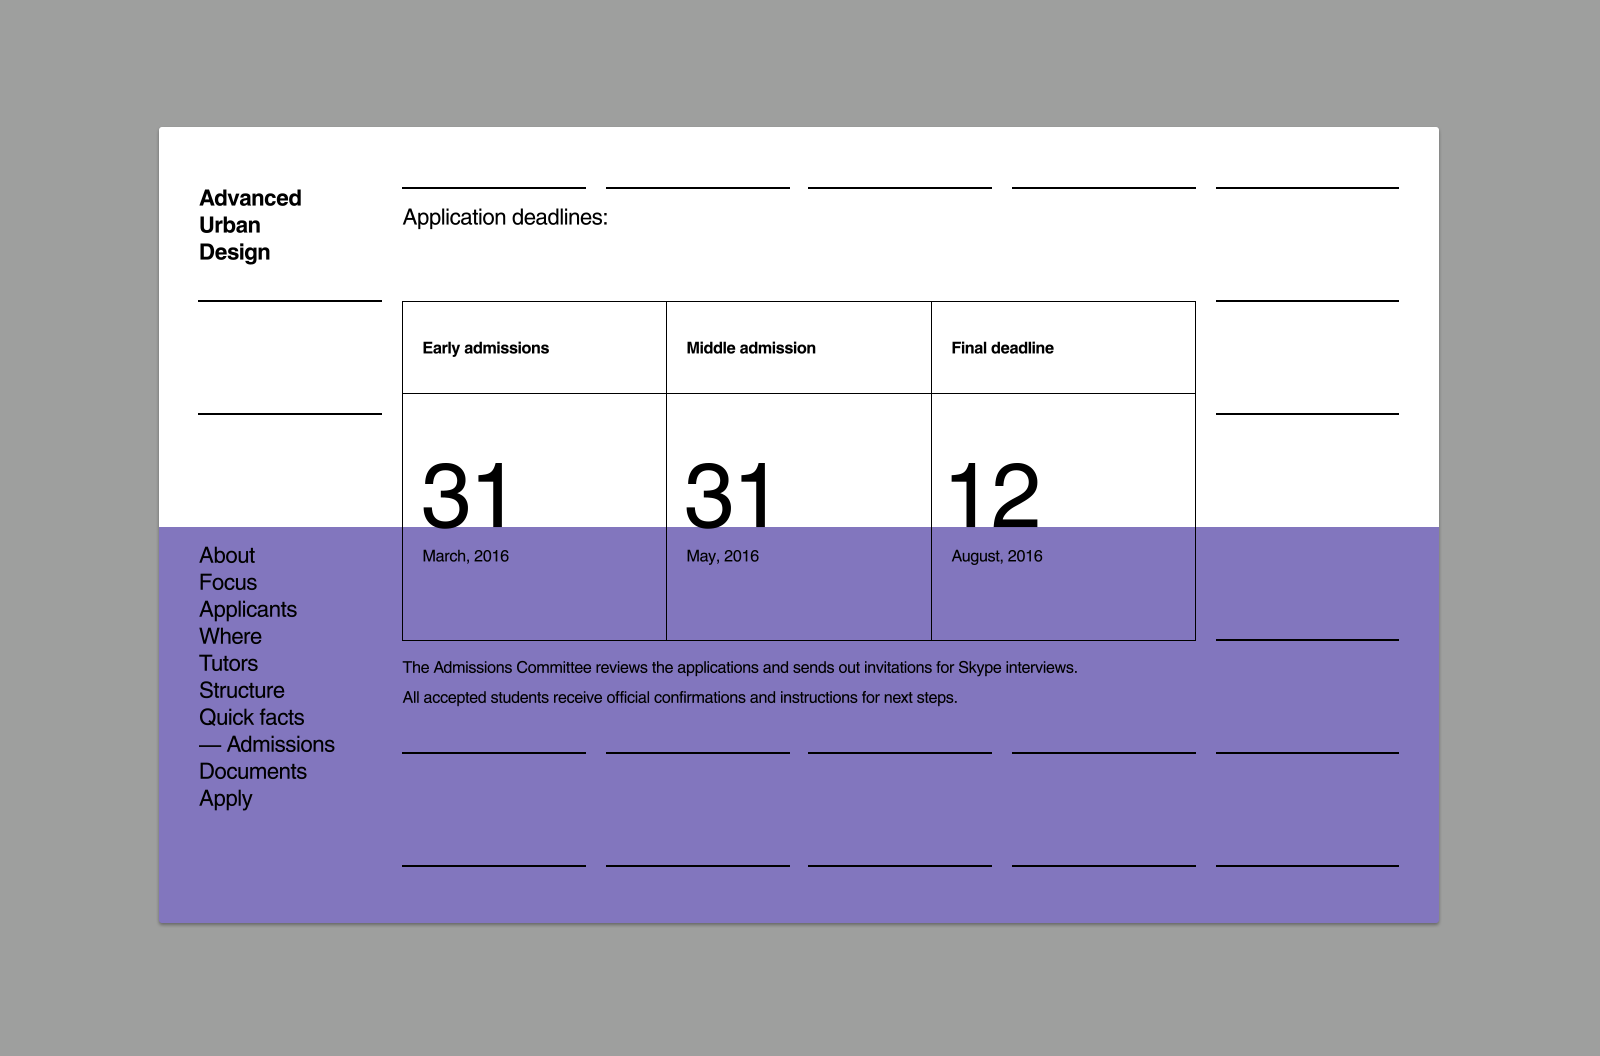 Advanced
Urban
Design
Application deadlines:
Early admissions
Middle admission
Final deadline
31
31
12
March, 2016
May, 2016
August, 2016
About
Focus
Applicants
Where
Tutors
Structure
Quick facts
— Admissions
Documents
Apply
The Admissions Committee reviews the applications and sends out invitations for Skype interviews.
All accepted students receive official confirmations and instructions for next steps.